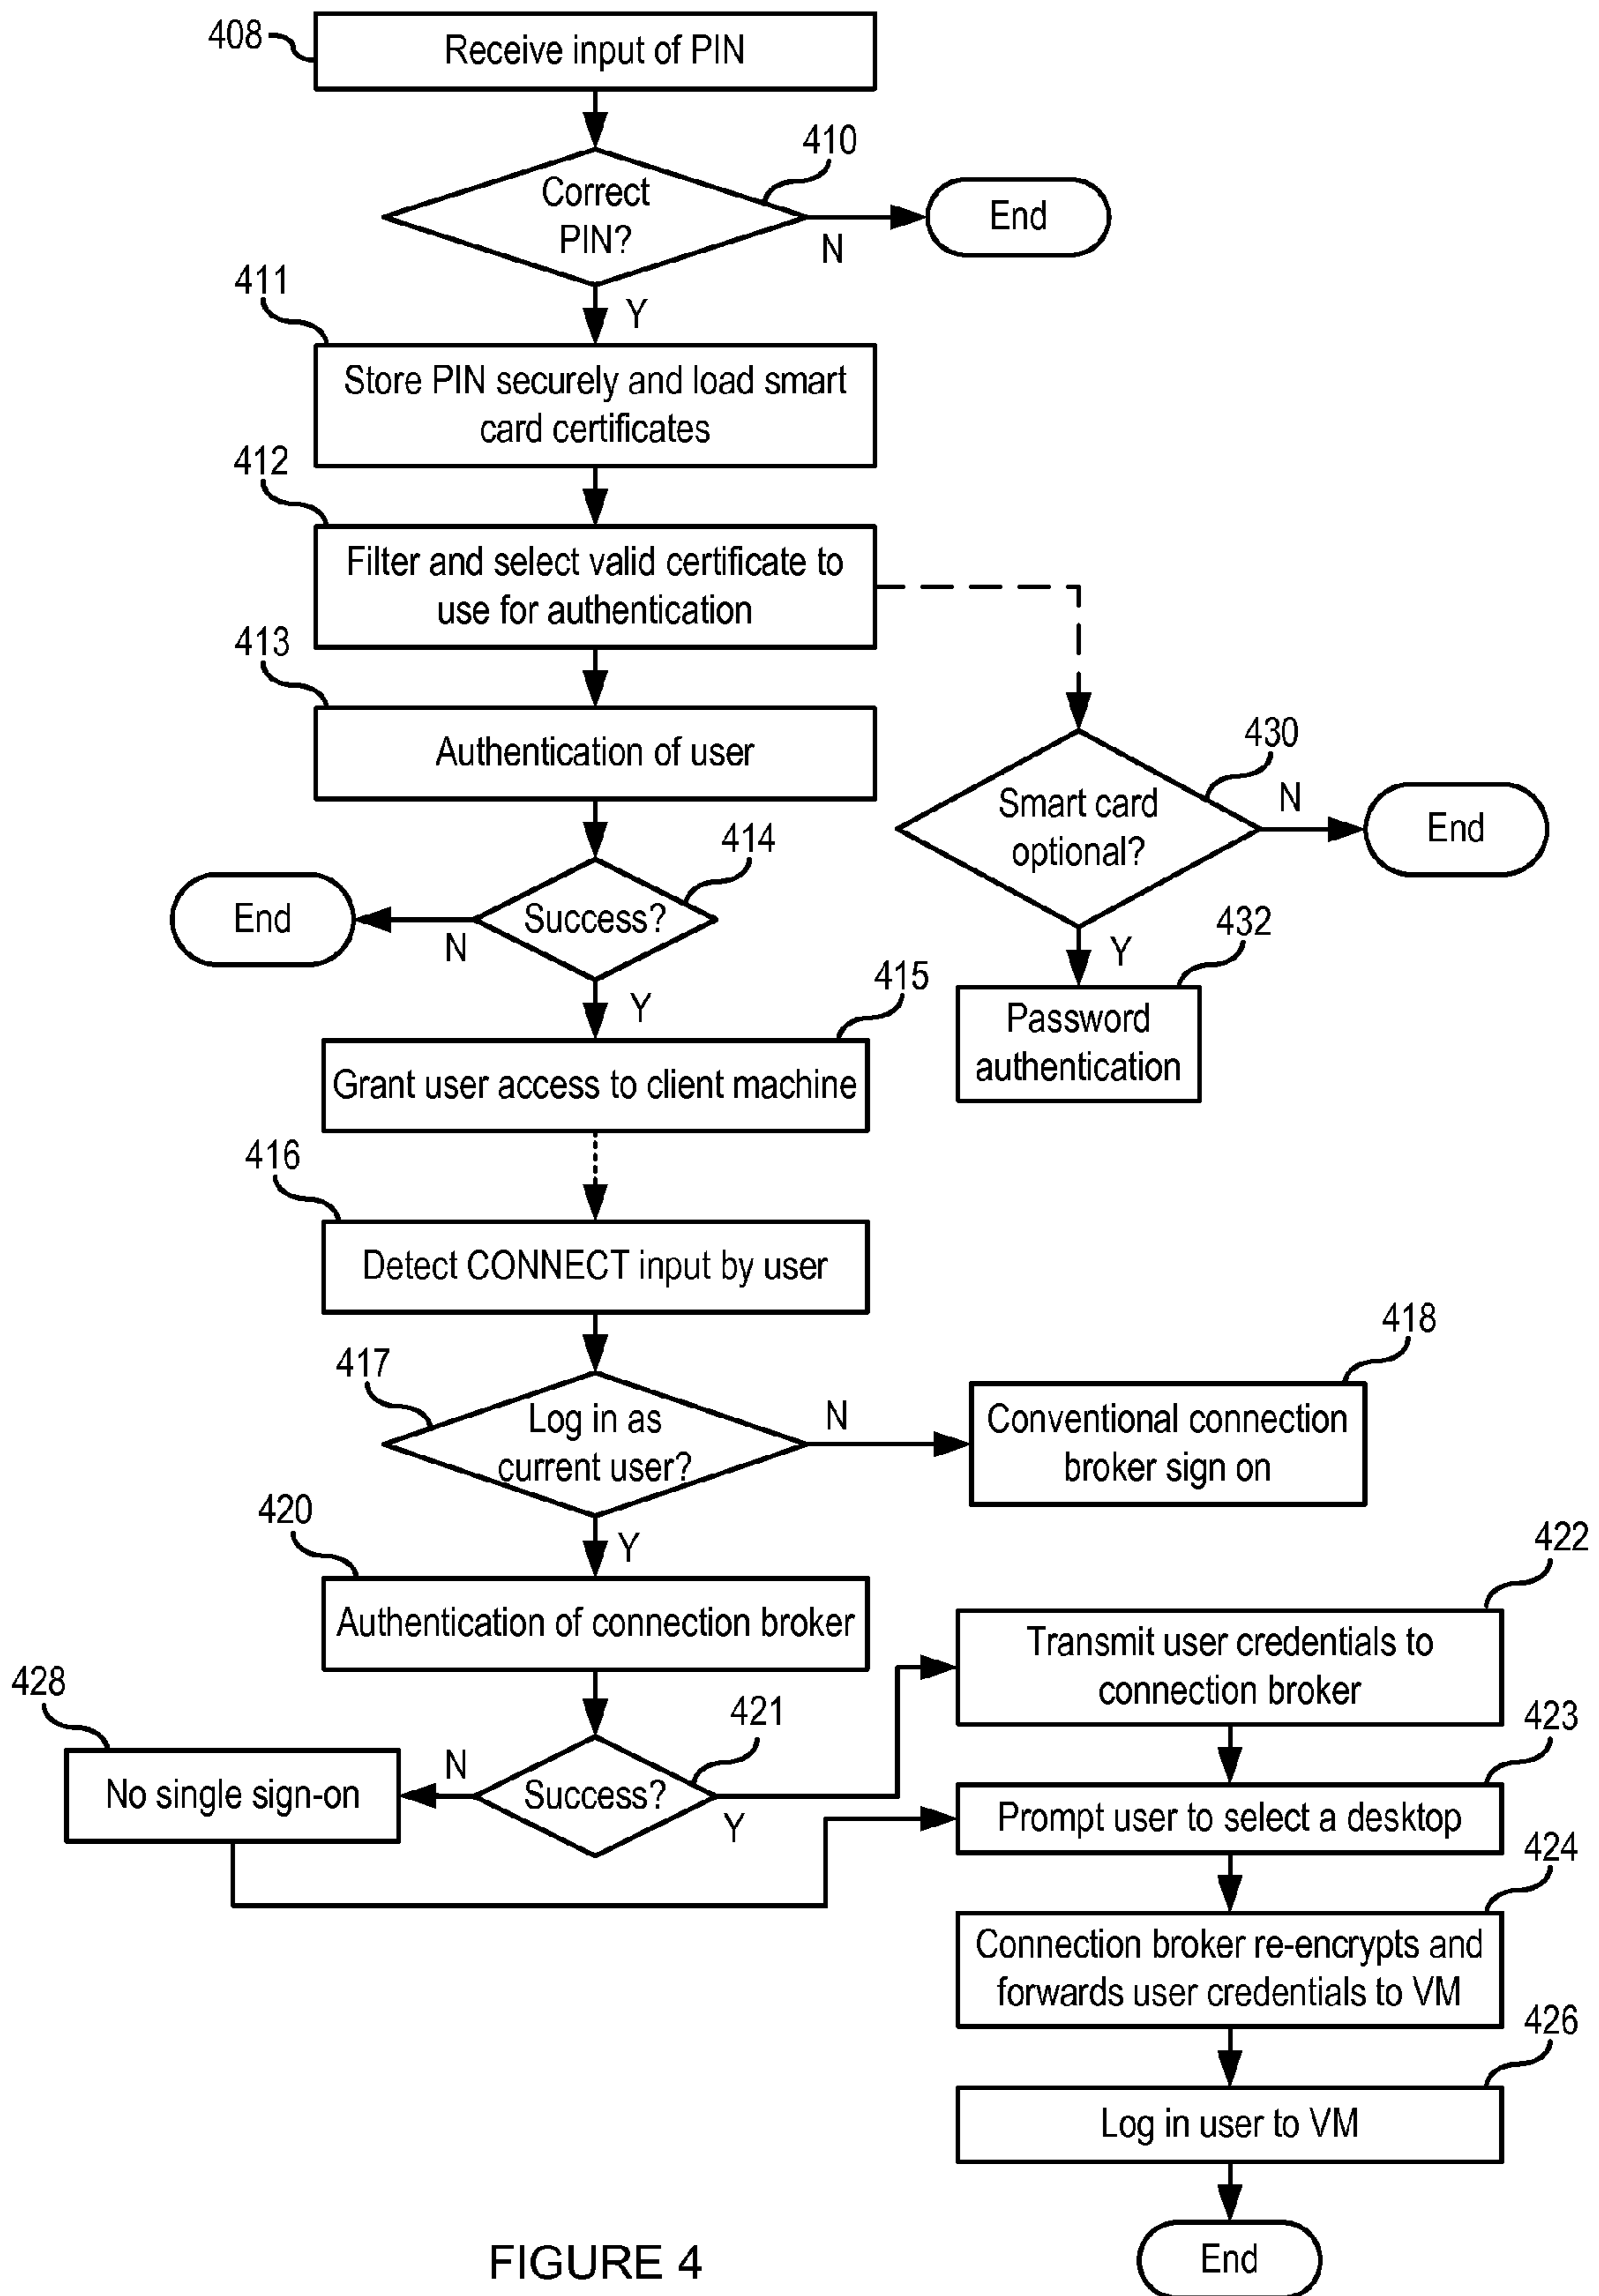 408
Receive input of PIN
410
Correct
PIN?
N
End
Y
411
Store PIN securely and load smart
card certificates
412
Filter and select valid certificate to
use for authentication
413
Authentication of user
430
Smart card
optional?
N
End
414
Success?
N
End
Y
432
Password
authentication
Y
415
Grant user access to client machine
416
Detect CONNECT input by user
417
Log in as
current user?
N
418
Conventional connection
broker sign on
Y
420
Authentication of connection broker
422
Transmit user credentials to
connection broker
428
No single sign-on
N
421
Success?
Y
423
Prompt user to select a desktop
424
Connection broker re-encrypts and
forwards user credentials to VM
426
Log in user to VM
End
FIGURE 4